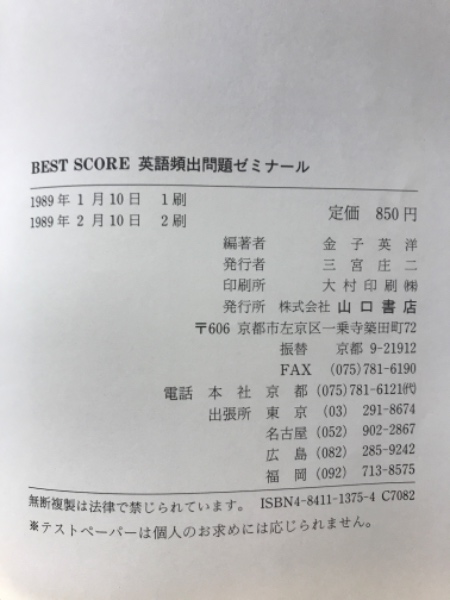 BEST SCORE 英語頻出問題ゼミナール
1989年 1月10日 1刷
1989年 2月10日 2刷
定価 850円
編著者 金子英洋
発行者 三宮庄二
印刷所 大村印刷㈱
発行所 株式会社 山口書店
〒606 京都市左京区一乗寺築田町72
振替 京都 9-21912
FAX (075)781-6190
電話 本社 京都 (075)781-6121㈹
出張所 東京 (03) 291-8674
名古屋 (052) 902-2867
広島 (082) 285-9242
福岡 (092) 713-8575
無断複製は法律で禁じられています。 ISBN4-8411-1375-4 C7082
※テストペーパーは個人のお求めには応じられません。